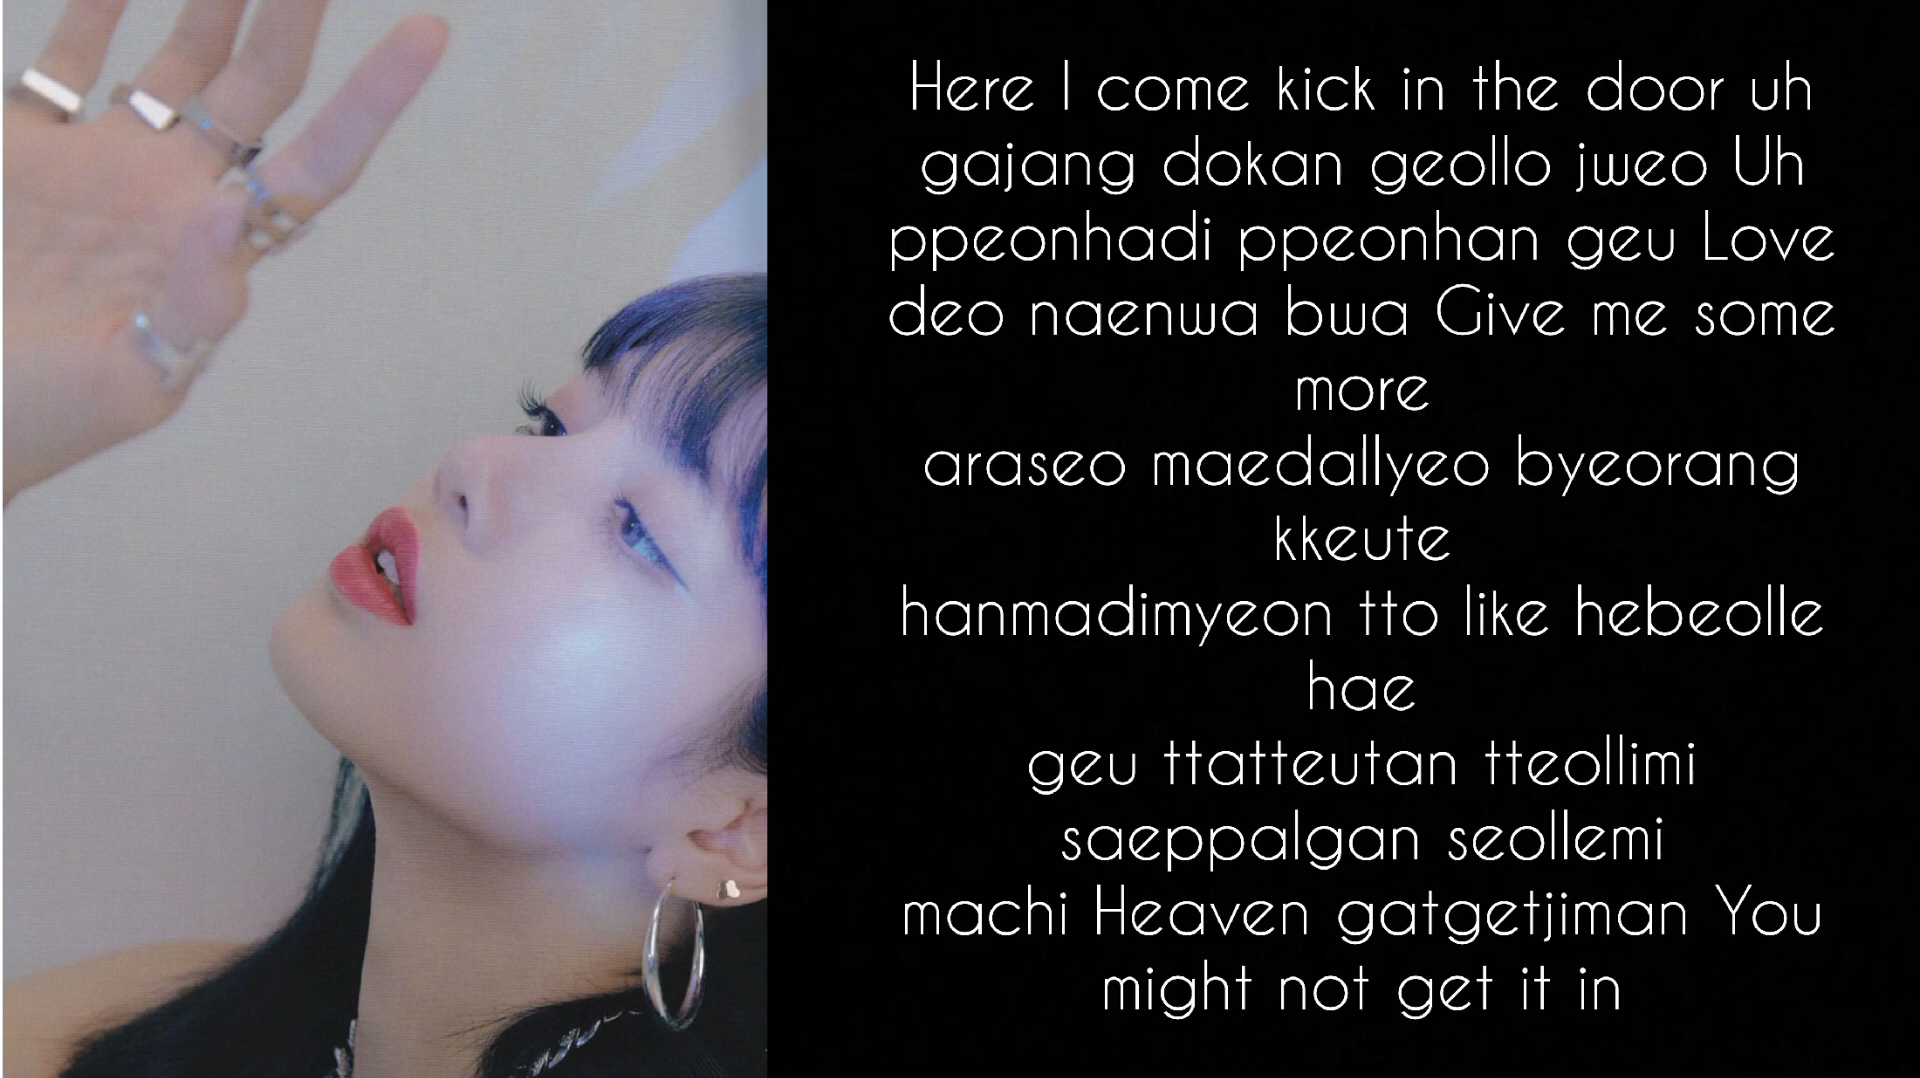 Here I come kick in the door uh
gajang dokan geollo jweo Uh
ppeonhadi ppeonhan geu Love
deo naenwa bwa Give me some
more
araseo maedallyeo byeorang
kkeute
hanmadimyeon tto like hebeolle
hae
geu ttatteutan tteollimi
saeppalgan seollemi
machi Heaven gatgetjiman You
might not get it in